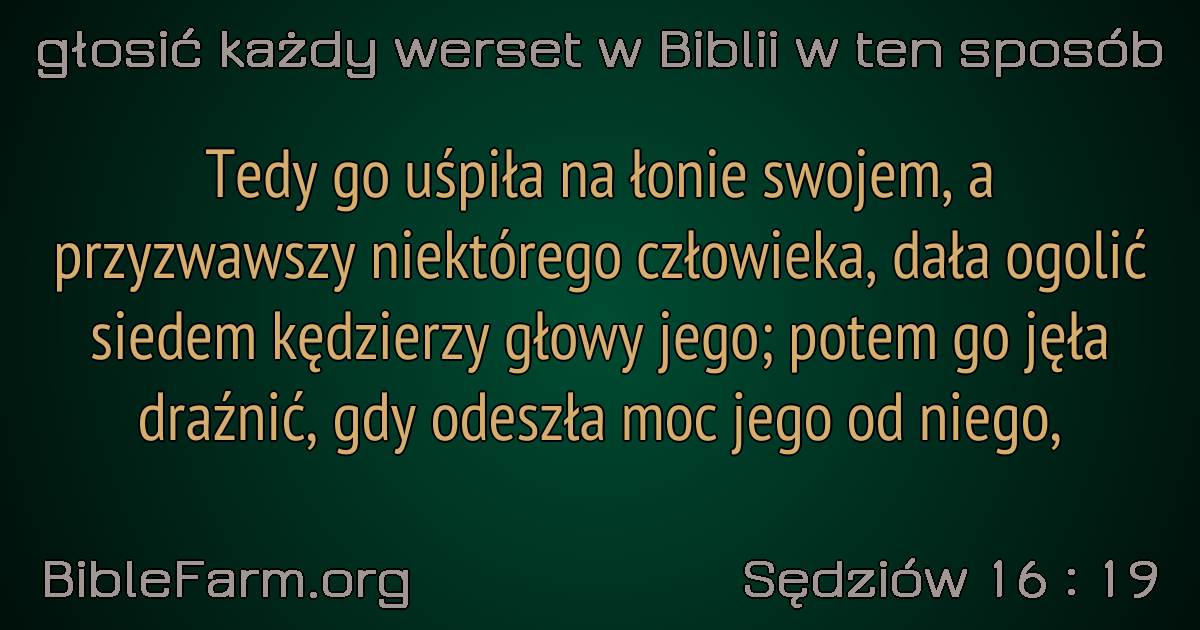 głosić każdy werset w Biblii w ten sposób
Tedy go uśpiła na łonie swojem, a
przyzwawszy niektórego człowieka, dała ogolić
siedem kędzierzy głowy jego; potem go jęła
draźnić, gdy odeszła moc jego od niego,
BibleFarm.org
Sędziów 16 : 19